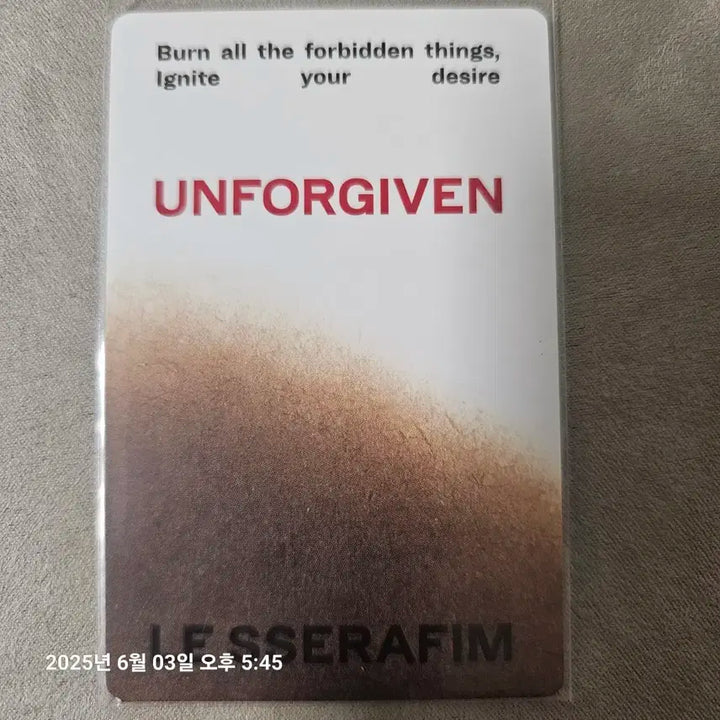 Burn all the forbidden things,
Ignite your desire
UNFORGIVEN
LE SSERAFIM
2025년 6월 03일 오후 5:45